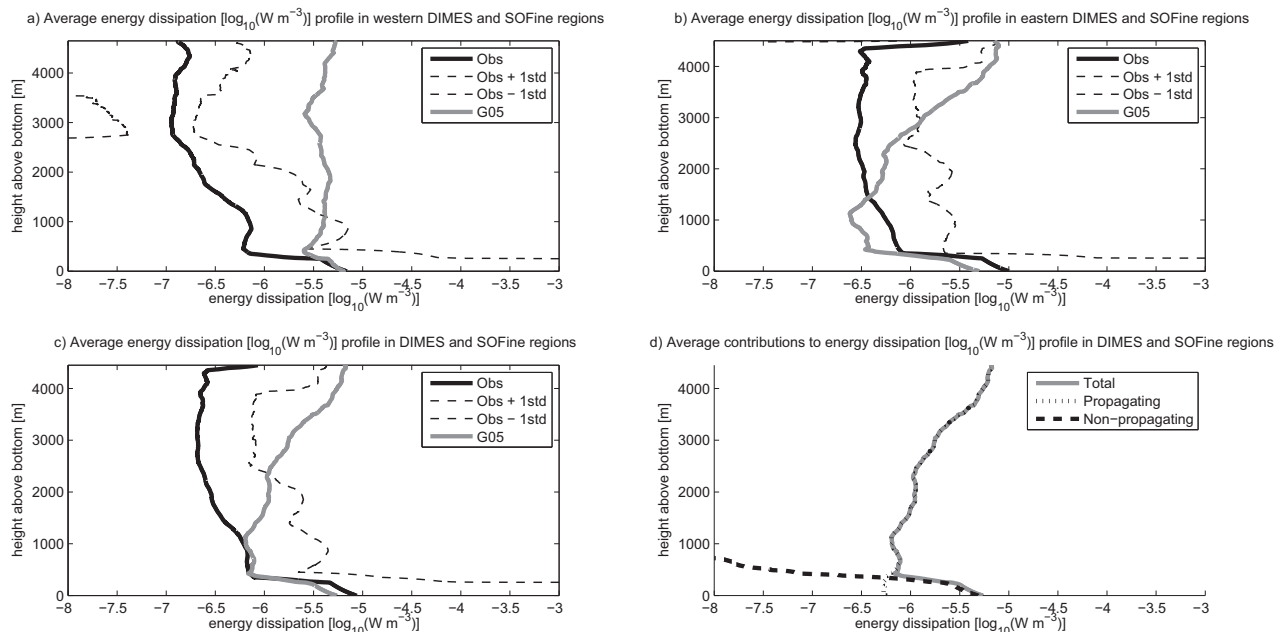 a) Average energy dissipation [log10(W m−3)] profile in western DIMES and SOFine regions
height above bottom [m]
4000
3000
2000
1000
0
−8 −7.5 −7 −6.5 −6 −5.5 −5 −4.5 −4 −3.5 −3
energy dissipation [log10(W m−3)]
Obs
Obs + 1std
Obs − 1std
G05
b) Average energy dissipation [log10(W m−3)] profile in eastern DIMES and SOFine regions
height above bottom [m]
4000
3000
2000
1000
0
−8 −7.5 −7 −6.5 −6 −5.5 −5 −4.5 −4 −3.5 −3
energy dissipation [log10(W m−3)]
Obs
Obs + 1std
Obs − 1std
G05
c) Average energy dissipation [log10(W m−3)] profile in DIMES and SOFine regions
height above bottom [m]
4000
3000
2000
1000
0
−8 −7.5 −7 −6.5 −6 −5.5 −5 −4.5 −4 −3.5 −3
energy dissipation [log10(W m−3)]
Obs
Obs + 1std
Obs − 1std
G05
d) Average contributions to energy dissipation [log10(W m−3)] profile in DIMES and SOFine regions
height above bottom [m]
4000
3000
2000
1000
0
−8 −7.5 −7 −6.5 −6 −5.5 −5 −4.5 −4 −3.5 −3
energy dissipation [log10(W m−3)]
Total
Propagating
Non−propagating